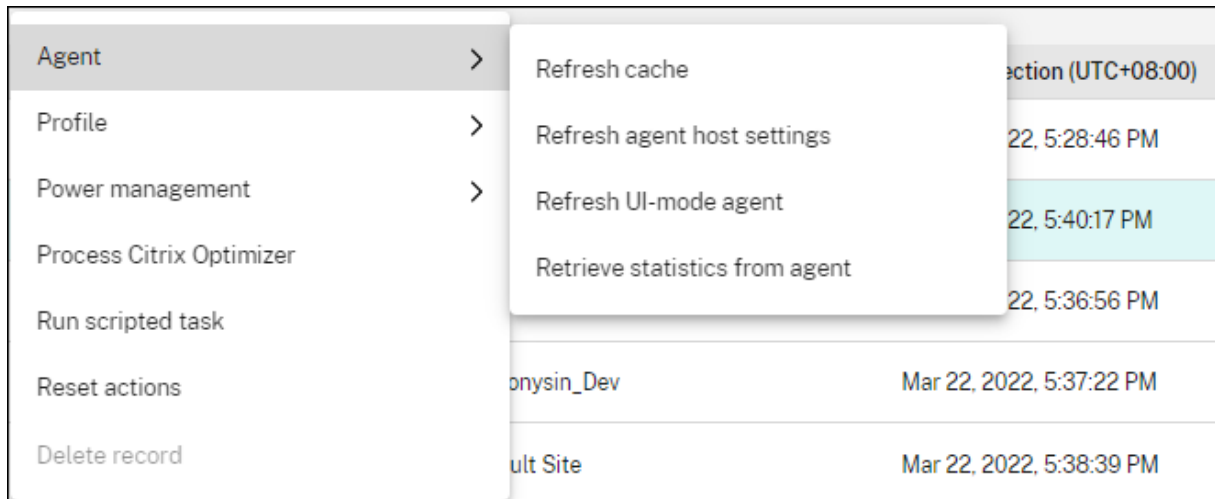 Agent
Profile
Power management
Process Citrix Optimizer
Run scripted task
Reset actions
Delete record
Refresh cache
Refresh agent host settings
Refresh UI-mode agent
Retrieve statistics from agent
ection (UTC+08:00)
22, 5:28:46 PM
22, 5:40:17 PM
22, 5:36:56 PM
onysin_Dev Mar 22, 2022, 5:37:22 PM
ult Site Mar 22, 2022, 5:38:39 PM